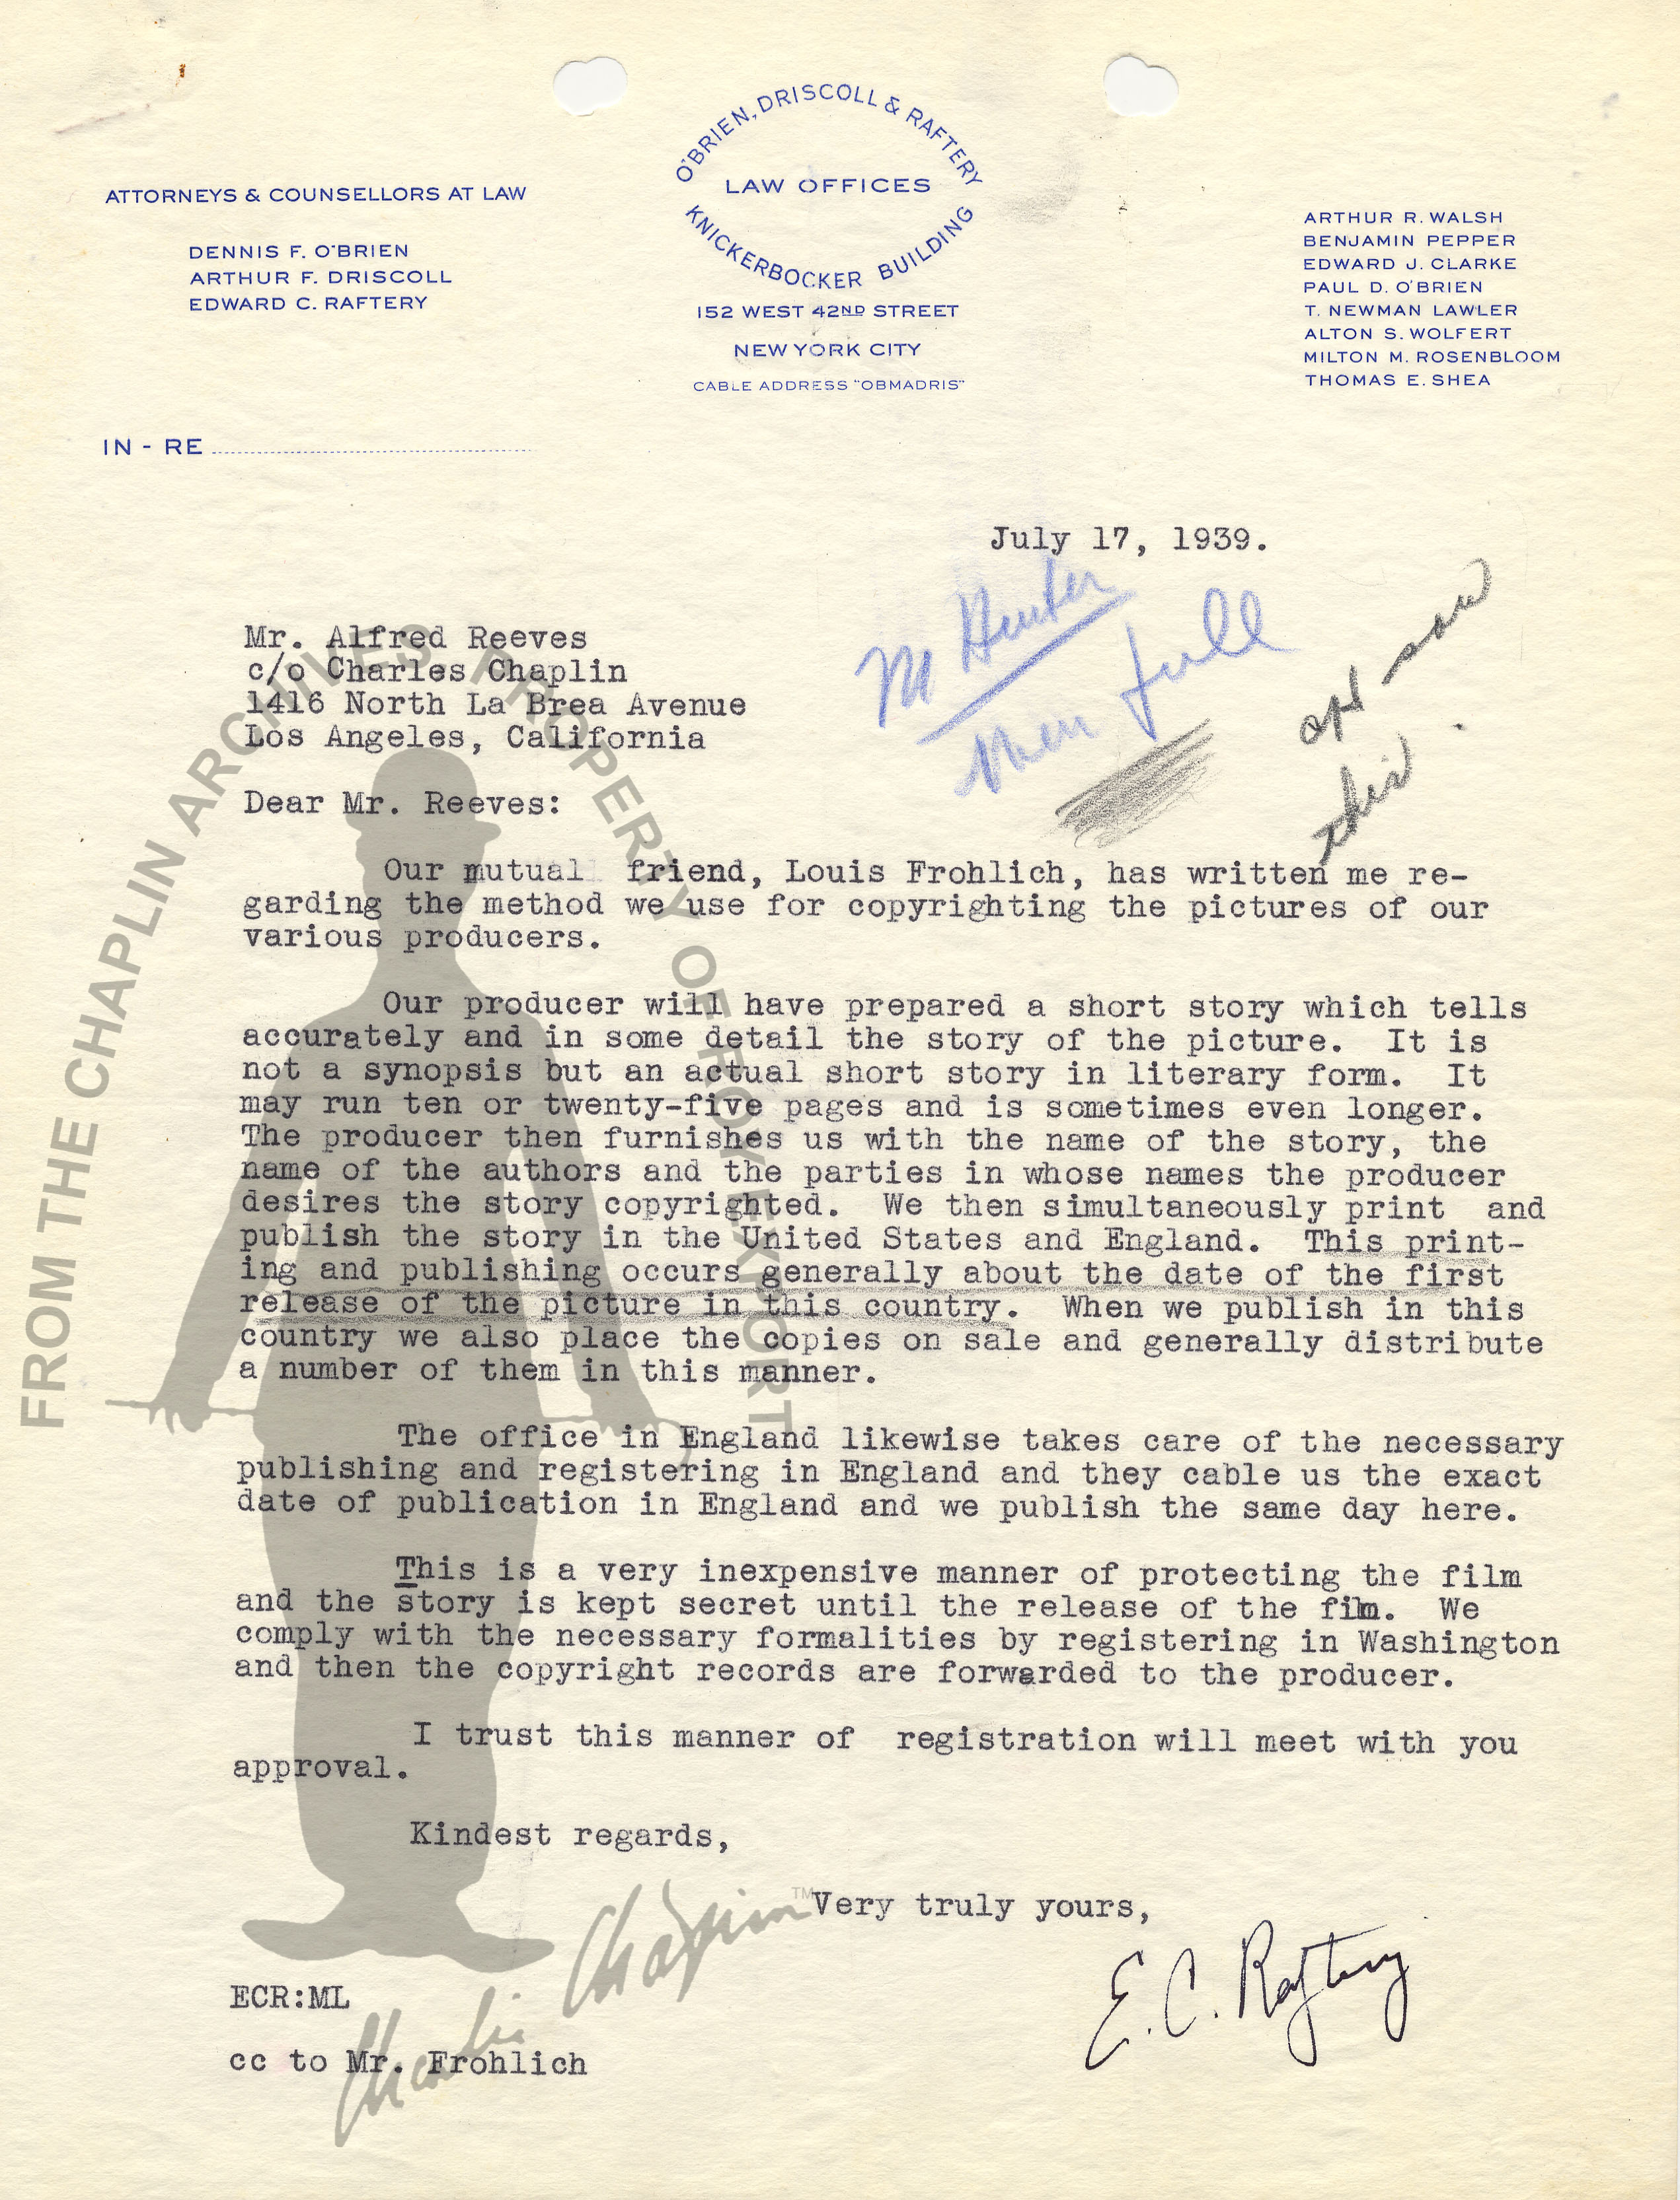 O'BRIEN, DRISCOLL & RAFTERY
LAW OFFICES
KNICKERBOCKER BUILDING
152 WEST 42ND STREET
NEW YORK CITY
CABLE ADDRESS "OBMADRIS"
ATTORNEYS & COUNSELLORS AT LAW
DENNIS F. O'BRIEN
ARTHUR F. DRISCOLL
EDWARD C. RAFTERY
ARTHUR R. WALSH
BENJAMIN PEPPER
EDWARD J. CLARKE
PAUL D. O'BRIEN
T. NEWMAN LAWLER
ALTON S. WOLFERT
MILTON M. ROSENBLOOM
THOMAS E. SHEA
IN - RE
July 17, 1939.
M Hunter
then full
this.
Mr. Alfred Reeves
c/o Charles Chaplin
1416 North La Brea Avenue
Los Angeles, California
Dear Mr. Reeves:
Our mutual friend, Louis Frohlich, has written me re-
garding the method we use for copyrighting the pictures of our
various producers.
Our producer will have prepared a short story which tells
accurately and in some detail the story of the picture. It is
not a synopsis but an actual short story in literary form. It
may run ten or twenty-five pages and is sometimes even longer.
The producer then furnishes us with the name of the story, the
name of the authors and the parties in whose names the producer
desires the story copyrighted. We then simultaneously print and
publish the story in the United States and England. This print-
ing and publishing occurs generally about the date of the first
release of the picture in this country. When we publish in this
country we also place the copies on sale and generally distribute
a number of them in this manner.
The office in England likewise takes care of the necessary
publishing and registering in England and they cable us the exact
date of publication in England and we publish the same day here.
This is a very inexpensive manner of protecting the film
and the story is kept secret until the release of the film. We
comply with the necessary formalities by registering in Washington
and then the copyright records are forwarded to the producer.
I trust this manner of registration will meet with you
approval.
Kindest regards,
Very truly yours,
E. C. Raftery
ECR:ML
cc to Mr. Frohlich
FROM THE CHAPLIN ARCHIVES PROPERTY OF ROY EXPORT
Charlie Chaplin™